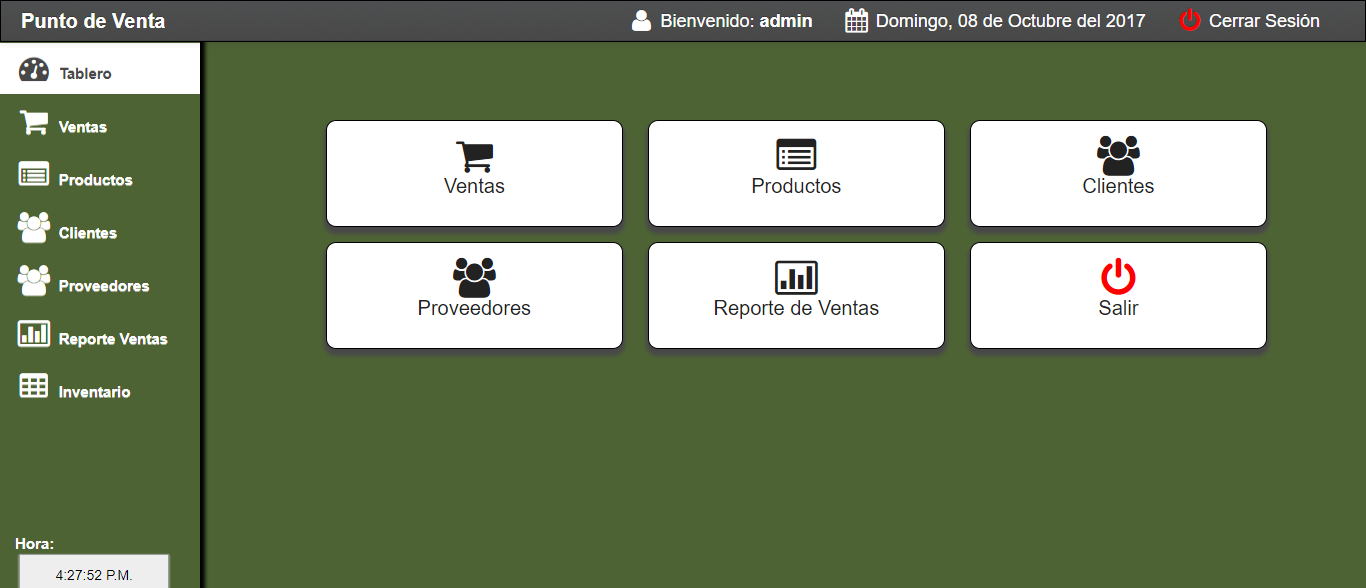 Punto de Venta
Bienvenido: admin
Domingo, 08 de Octubre del 2017
Cerrar Sesión
Tablero
Ventas
Productos
Clientes
Proveedores
Reporte Ventas
Inventario
Hora:
4:27:52 P.M.
Ventas
Productos
Clientes
Proveedores
Reporte de Ventas
Salir